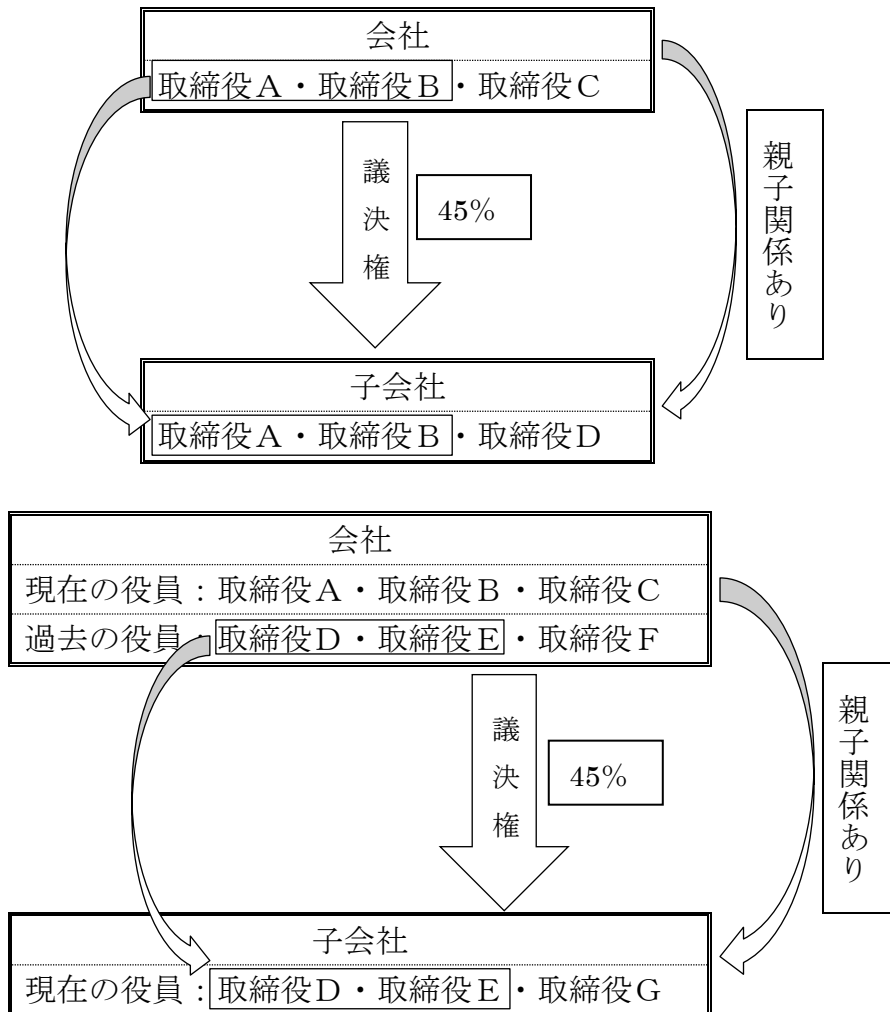 会社
取締役A・取締役B・取締役C
議決権
45%
親子関係あり
子会社
取締役A・取締役B・取締役D
会社
現在の役員:取締役A・取締役B・取締役C
過去の役員:取締役D・取締役E・取締役F
議決権
45%
親子関係あり
子会社
現在の役員:取締役D・取締役E・取締役G